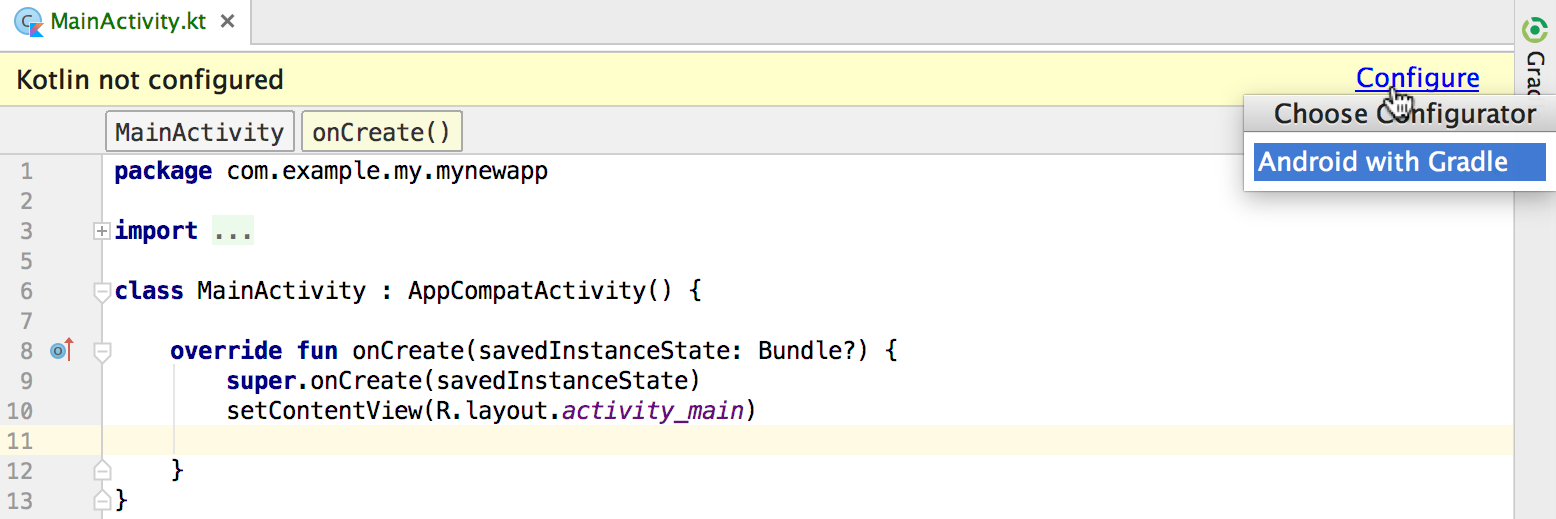 MainActivity.kt
Kotlin not configured Configure
Choose Configurator
Android with Gradle
MainActivity onCreate()
1 package com.example.my.mynewapp
2
3 import ...
5
6 class MainActivity : AppCompatActivity() {
7
8 override fun onCreate(savedInstanceState: Bundle?) {
9 super.onCreate(savedInstanceState)
10 setContentView(R.layout.activity_main)
11
12 }
13 }